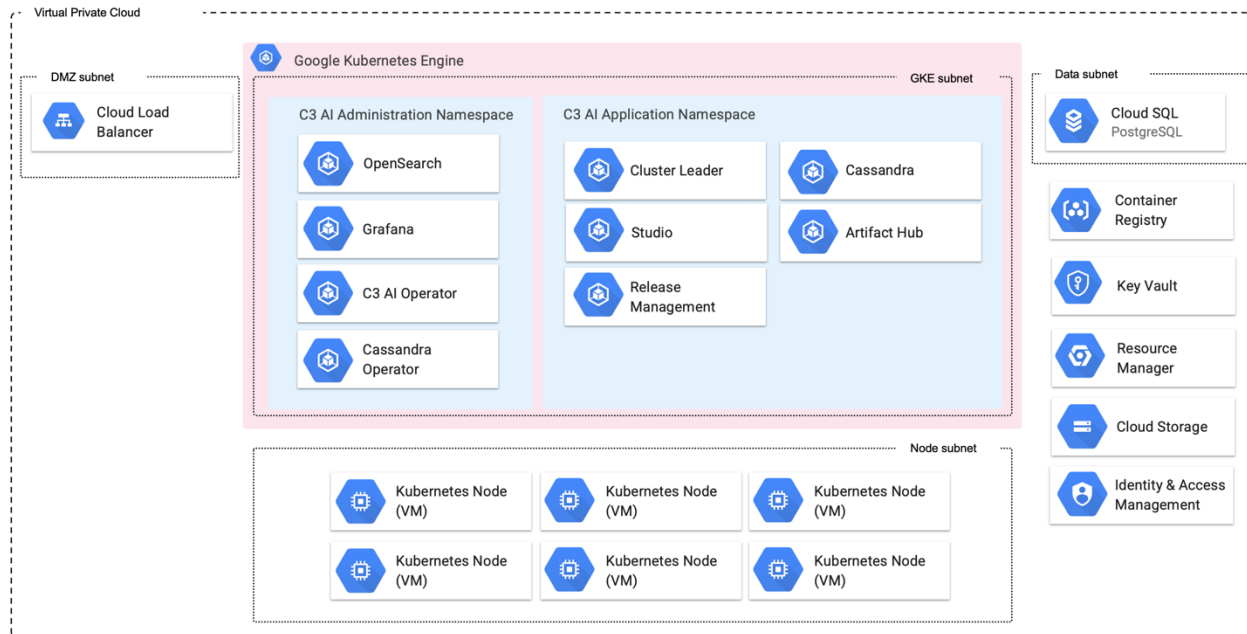 Virtual Private Cloud
DMZ subnet
Cloud Load
Balancer
Google Kubernetes Engine
GKE subnet
C3 AI Administration Namespace
OpenSearch
Grafana
C3 AI Operator
Cassandra
Operator
C3 AI Application Namespace
Cluster Leader
Cassandra
Studio
Artifact Hub
Release
Management
Data subnet
Cloud SQL
PostgreSQL
Container
Registry
Key Vault
Resource
Manager
Cloud Storage
Identity & Access
Management
Node subnet
Kubernetes Node
(VM)
Kubernetes Node
(VM)
Kubernetes Node
(VM)
Kubernetes Node
(VM)
Kubernetes Node
(VM)
Kubernetes Node
(VM)